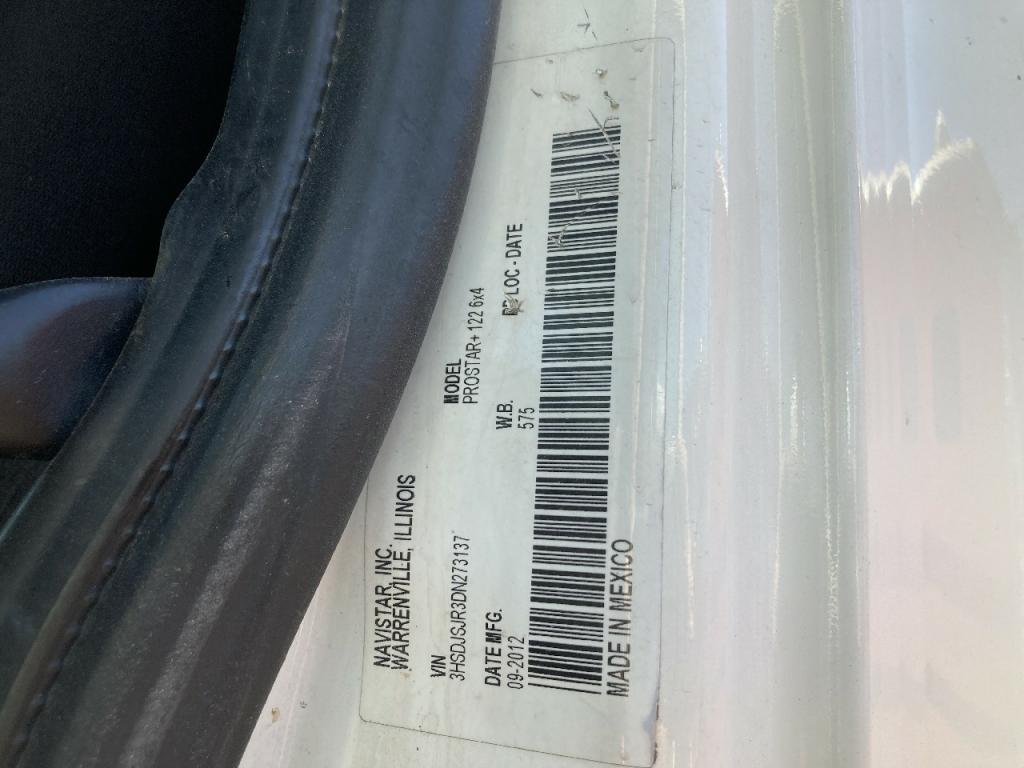 NAVISTAR, INC.
WARRENVILLE, ILLINOIS
VIN
3HSDJSJR3DN273137
MODEL
PROSTAR+ 122 6x4
DATE MFG.
09-2012
W.B.
575
LOC - DATE
MADE IN MEXICO